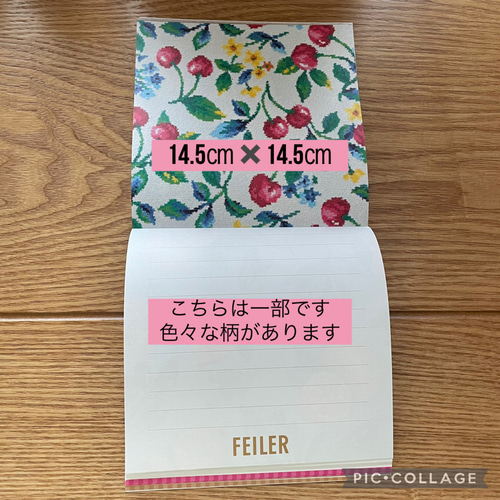 14.5cm ✖ 14.5cm
こちらは一部です
色々な柄があります
FEILER
PIC•COLLAGE